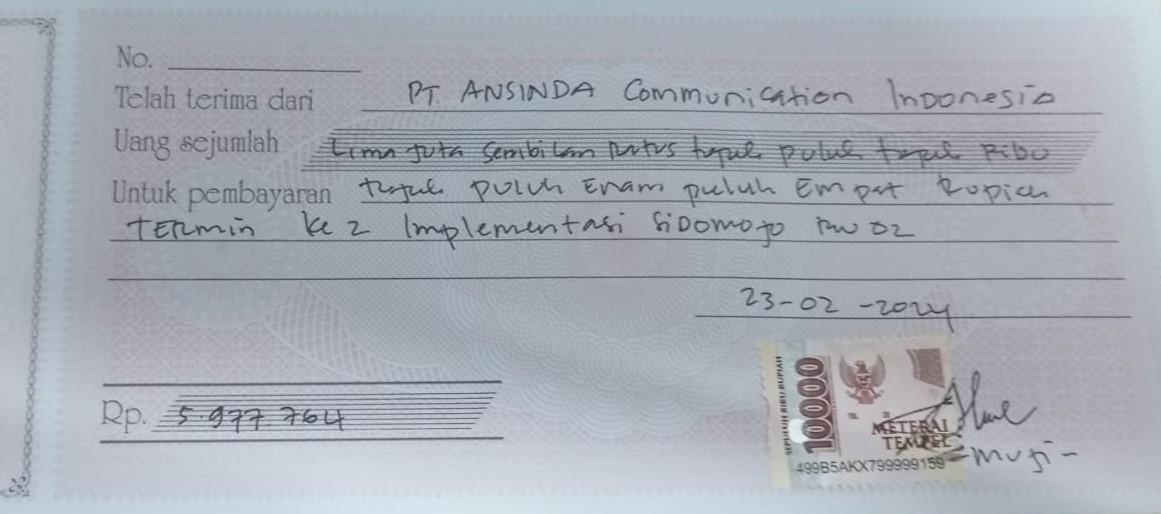 No.
Telah terima dari PT. ANSINDA Communication Indonesia
Uang sejumlah Lima Juta Sembilan Ratus tujuh puluh tujuh Ribu
Untuk pembayaran tujuh puluh Enam puluh Empat Rupiah
Termin ke 2 Implementasi Sidomojo RW 02
23-02-2024
Rp. 5.977.764
SEPULUH RIBU RUPIAH
10000
METERAI
TEMPEL
499B5AKX799999159
muji-